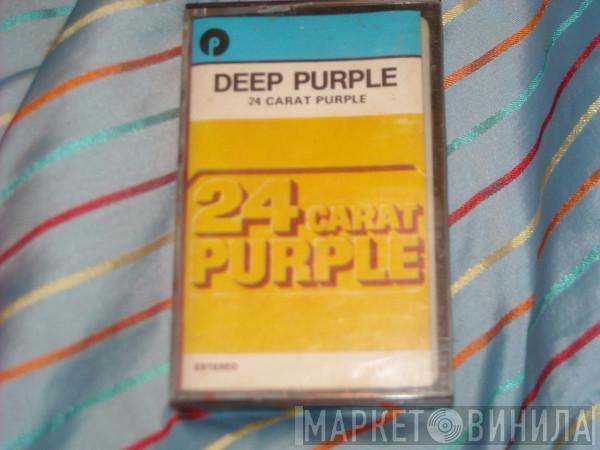 P
DEEP PURPLE
24 CARAT PURPLE
24 CARAT
PURPLE
ESTEREO
МАРКЕТ ВИНИЛА